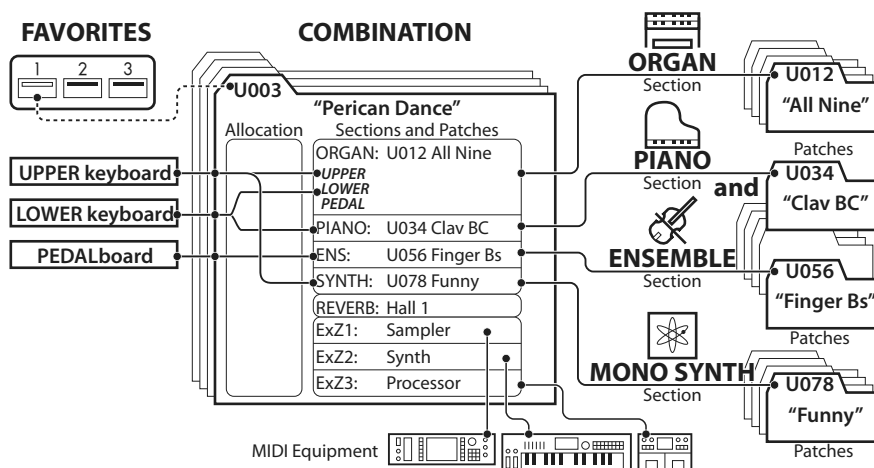 FAVORITES
1 2 3
COMBINATION
U003
“Perican Dance”
Allocation
Sections and Patches
ORGAN: U012 All Nine
UPPER
LOWER
PEDAL
PIANO: U034 Clav BC
ENS: U056 Finger Bs
SYNTH: U078 Funny
REVERB: Hall 1
ExZ1: Sampler
ExZ2: Synth
ExZ3: Processor
UPPER keyboard
LOWER keyboard
PEDALboard
MIDI Equipment
ORGAN
Section
PIANO
Section
and
ENSEMBLE
Section
MONO SYNTH
Section
U012
“All Nine”
Patches
U034
“Clav BC”
U056
“Finger Bs”
Patches
U078
“Funny”
Patches